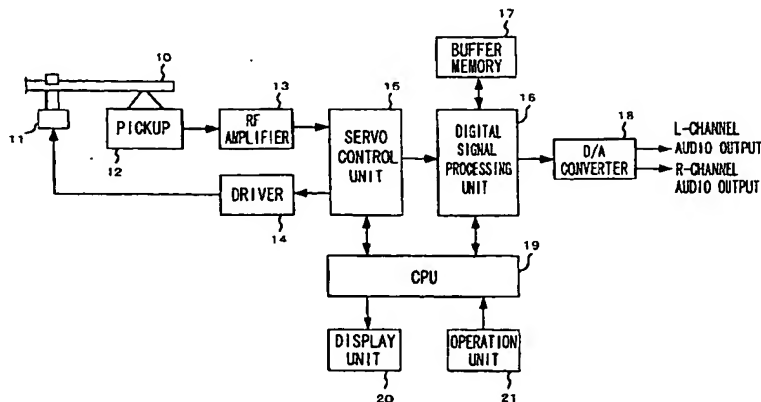 17
BUFFER
MEMORY
10
13
15
16
18
L-CHANNEL
AUDIO OUTPUT
R-CHANNEL
AUDIO OUTPUT
11
PICKUP
12
RF
AMPLIFIER
SERVO
CONTROL
UNIT
DIGITAL
SIGNAL
PROCESSING
UNIT
D/A
CONVERTER
DRIVER
14
19
CPU
DISPLAY
UNIT
20
OPERATION
UNIT
21